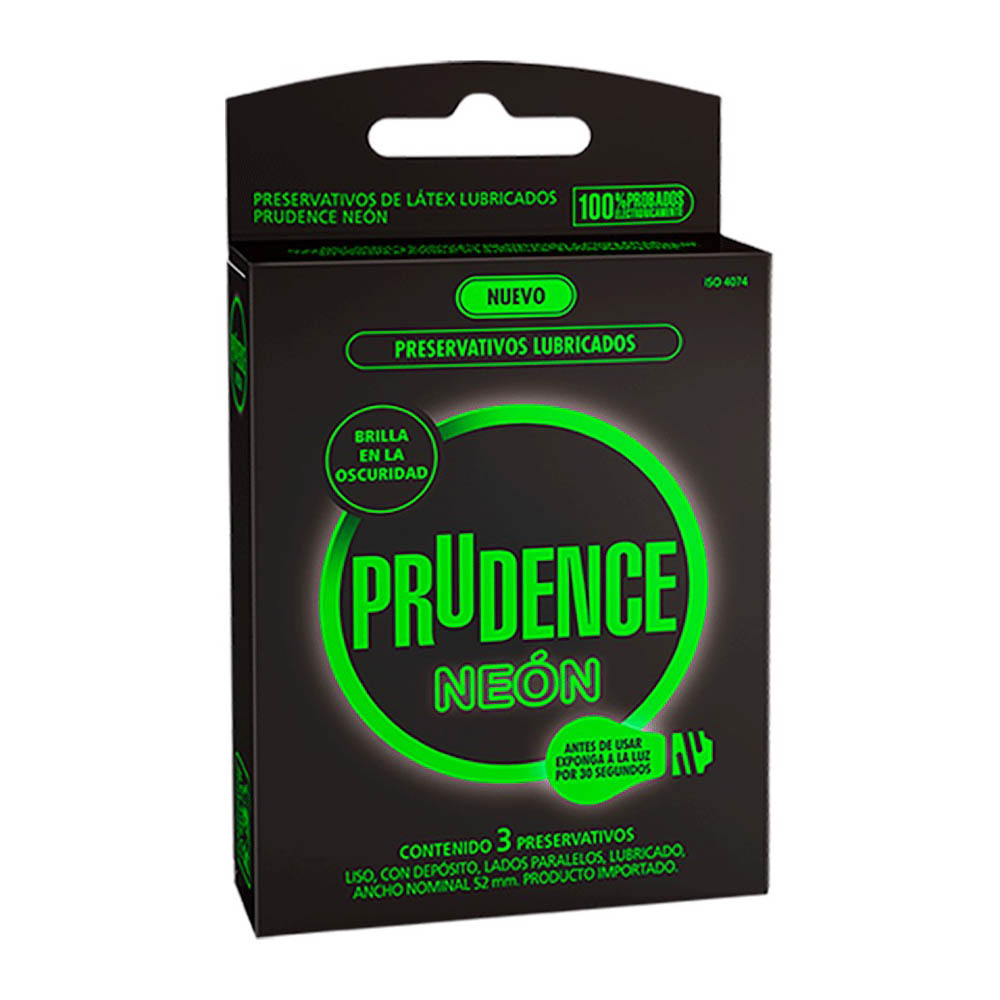 PRESERVATIVOS DE LÁTEX LUBRICADOS
PRUDENCE NEÓN
100% PROBADOS
ELECTRÓNICAMENTE
ISO 4074
NUEVO
PRESERVATIVOS LUBRICADOS
BRILLA
EN LA
OSCURIDAD
PRUDENCE
NEÓN
ANTES DE USAR
EXPONGA A LA LUZ
POR 30 SEGUNDOS
CONTENIDO 3 PRESERVATIVOS
LISO, CON DEPÓSITO, LADOS PARALELOS, LUBRICADO,
ANCHO NOMINAL 52 mm. PRODUCTO IMPORTADO.